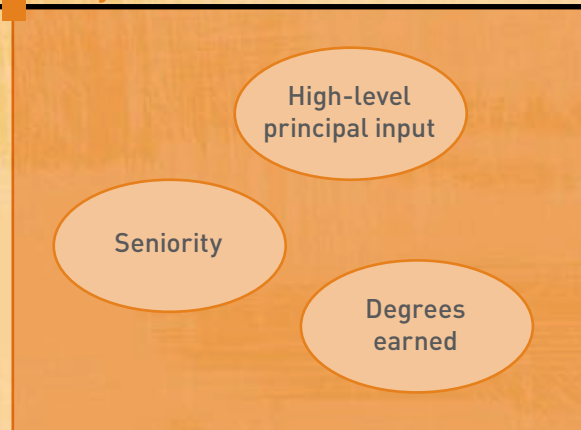 High-level
principal input
Seniority
Degrees
earned